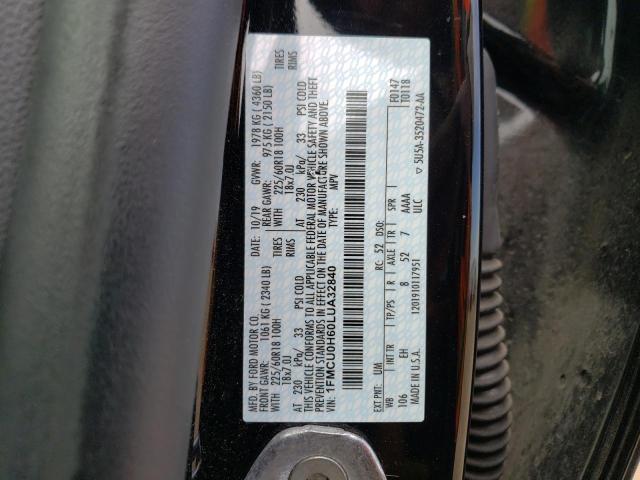 MFD. BY FORD MOTOR CO.
DATE: 10/19 GVWR: 1978 KG ( 4360 LB)
FRONT GAWR: 1061 KG ( 2340 LB) REAR GAWR: 975 KG ( 2150 LB)
WITH 225/60R18 100H TIRES WITH 225/60R18 100H TIRES
18x7.0J RIMS 18x7.0J RIMS
AT 230 kPa/ 33 PSI COLD AT 230 kPa/ 33 PSI COLD
THIS VEHICLE CONFORMS TO ALL APPLICABLE FEDERAL MOTOR VEHICLE SAFETY AND THEFT
PREVENTION STANDARDS IN EFFECT ON THE DATE OF MANUFACTURE SHOWN ABOVE.
VIN: 1FMCU0H60LUA32840
TYPE: MPV
EXT PNT: UM RC: 52 DSO: F0147
T0118
WB INT TR TP/PS R AXLE TR SPR
106 EH 8 52 7 AAAA
MADE IN U.S.A. 1201910117951 ULC
▽ 5U5A-3520472-AA